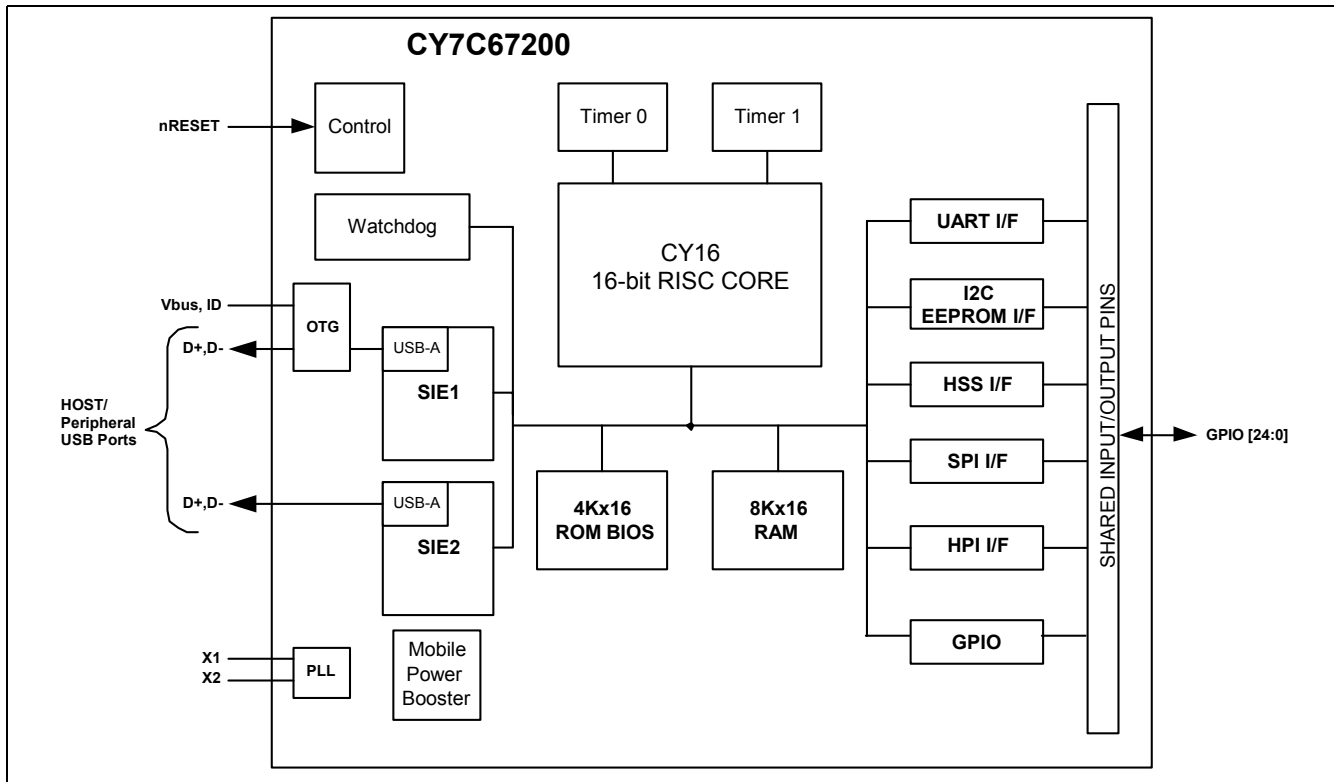 CY7C67200
nRESET
Control
Timer 0
Timer 1
Watchdog
CY16
16-bit RISC CORE
Vbus, ID
OTG
D+,D-
USB-A
SIE1
HOST/
Peripheral
USB Ports
D+,D-
USB-A
SIE2
4Kx16
ROM BIOS
8Kx16
RAM
X1
X2
PLL
Mobile
Power
Booster
UART I/F
I2C
EEPROM I/F
HSS I/F
SPI I/F
HPI I/F
GPIO
SHARED INPUT/OUTPUT PINS
GPIO [24:0]